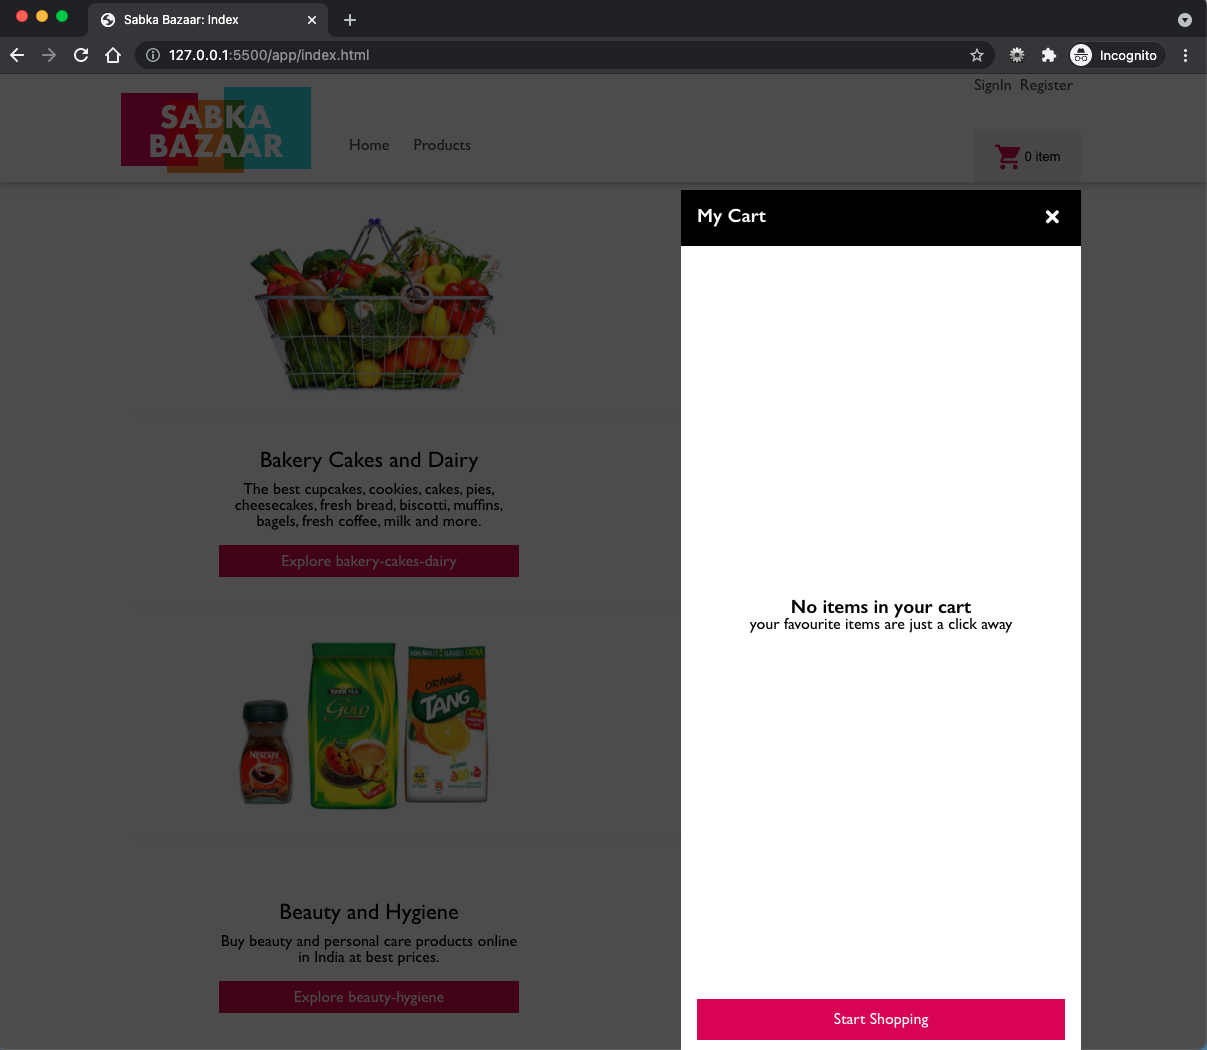 Sabka Bazaar: Index
127.0.0.1:5500/app/index.html
Incognito
SignIn Register
SABKA
BAZAAR
Home Products
0 item
My Cart
Bakery Cakes and Dairy
The best cupcakes, cookies, cakes, pies,
cheesecakes, fresh bread, biscotti, muffins,
bagels, fresh coffee, milk and more.
Explore bakery-cakes-dairy
No items in your cart
your favourite items are just a click away
NESCAFE
TATA TEA
GOLD
ORANGE
TANG
Beauty and Hygiene
Buy beauty and personal care products online
in India at best prices.
Explore beauty-hygiene
Start Shopping